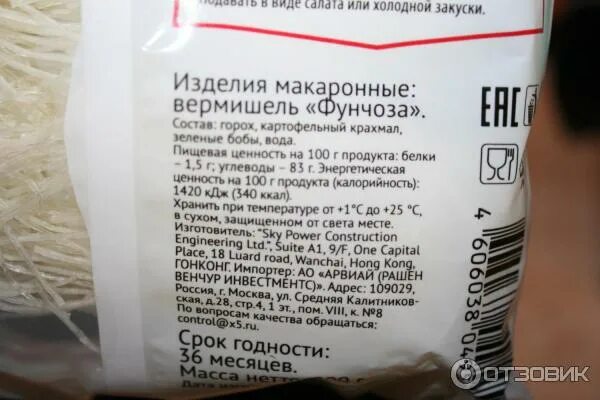 подавать в виде салата или холодной закуски.
Изделия макаронные:
вермишель «Фунчоза».
Состав: горох, картофельный крахмал,
зеленые бобы, вода.
Пищевая ценность на 100 г продукта: белки
– 1,5 г; углеводы – 83 г. Энергетическая
ценность на 100 г продукта (калорийность):
1420 кДж (340 ккал).
Хранить при температуре от +1°С до +25 °С,
в сухом, защищенном от света месте.
Изготовитель: "Sky Power Construction
Engineering Ltd.", Suite A1, 9/F, One Capital
Place, 18 Luard road, Wanchai, Hong Kong,
ГОНКОНГ. Импортер: АО «АРВИАЙ (РАШЕН
ВЕНЧУР ИНВЕСТМЕНТС)». Адрес: 109029,
Россия, г. Москва, ул. Средняя Калитников-
ская, д.28, стр.4, 1 эт., пом. VIII, к. №8
По вопросам качества обращаться:
control@x5.ru.
Срок годности:
36 месяцев.
Масса нетто:
EAC
4 606038 04
ОТЗОВИК